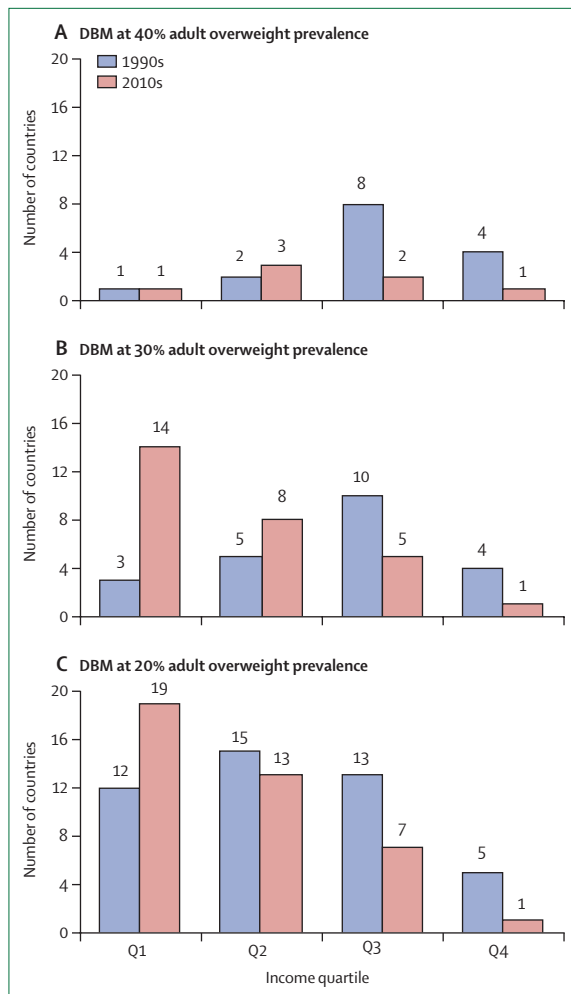 A DBM at 40% adult overweight prevalence
20
1990s
2010s
16
12
8
4
0
Number of countries
1 1 2 3 8 2 4 1
B DBM at 30% adult overweight prevalence
20
16
12
8
4
0
Number of countries
3 14 5 8 10 5 4 1
C DBM at 20% adult overweight prevalence
20
16
12
8
4
0
Number of countries
12 19 15 13 13 7 5 1
Q1 Q2 Q3 Q4
Income quartile